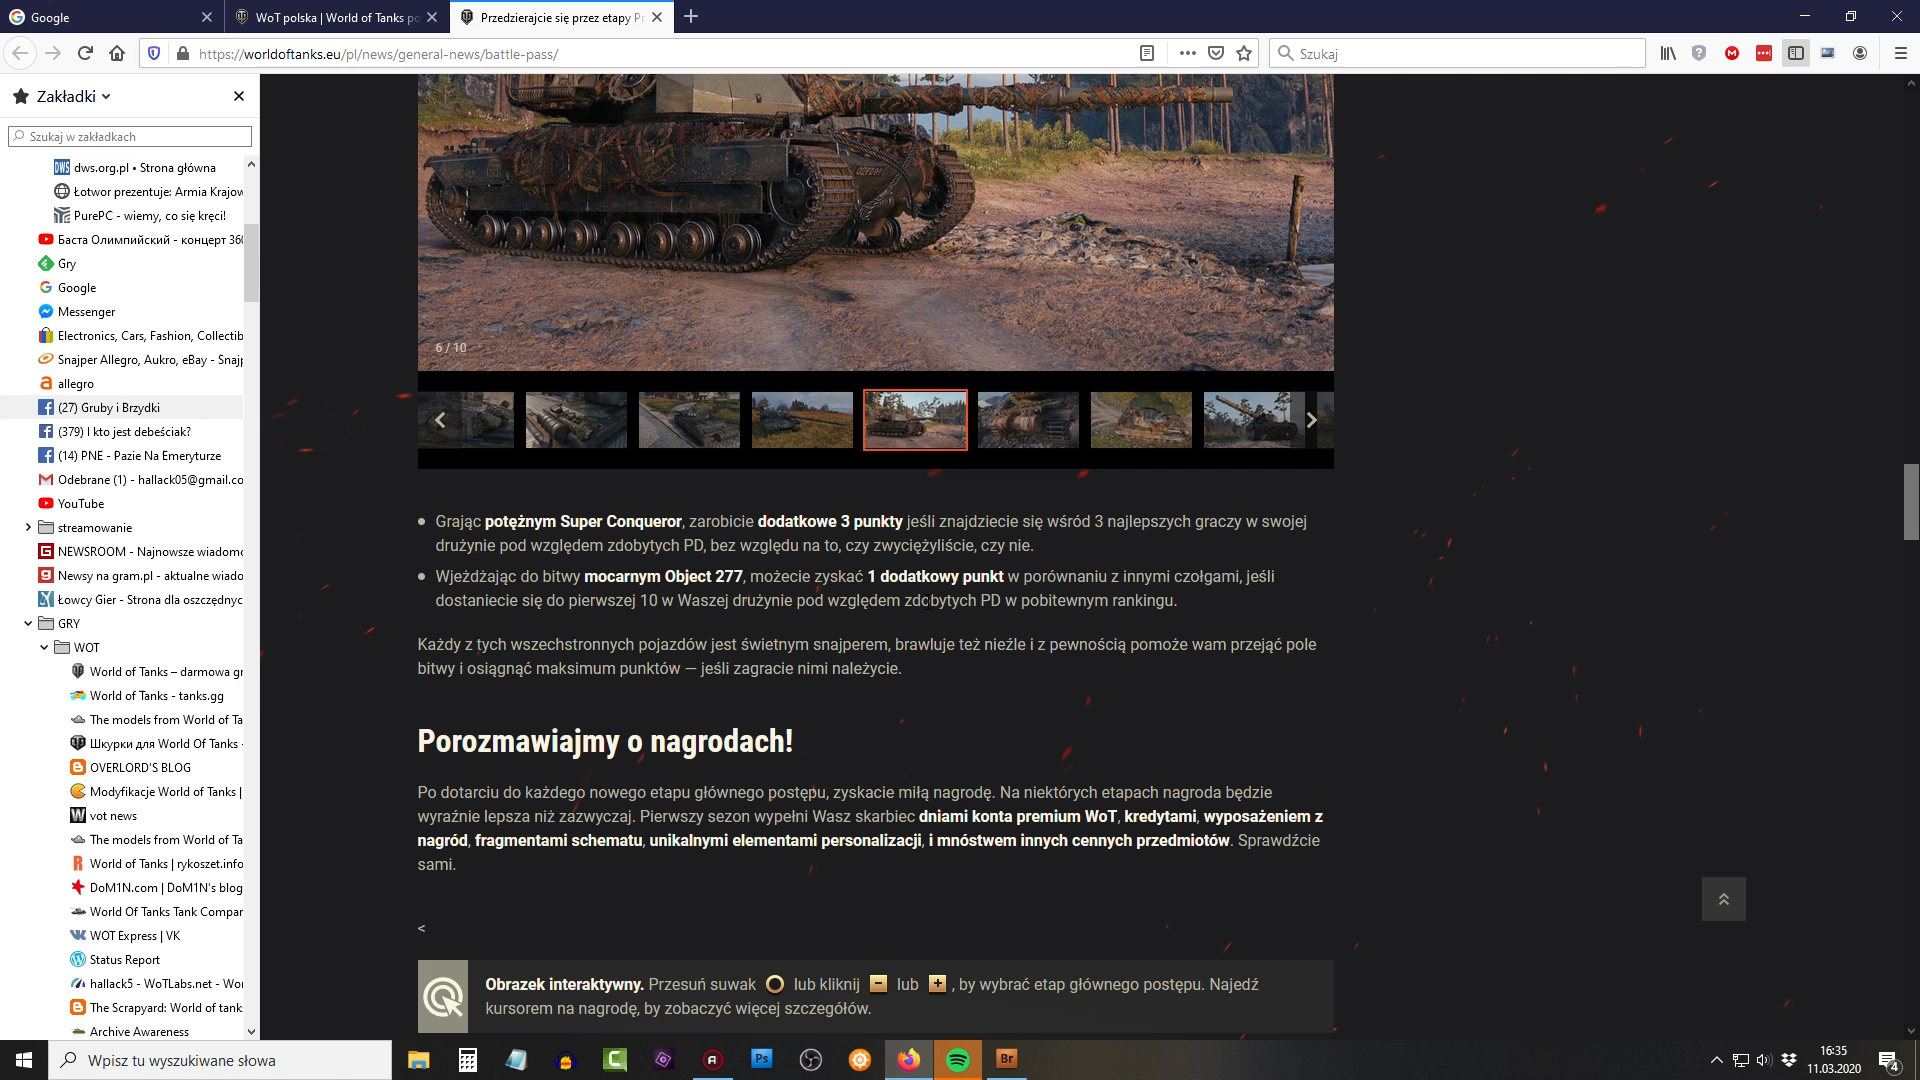 Google
WoT polska | World of Tanks po
Przedzierajcie się przez etapy Pr
https://worldoftanks.eu/pl/news/general-news/battle-pass/
Szukaj
Zakładki
Szukaj w zakładkach
dws.org.pl • Strona główna
Łotwor prezentuje: Armia Krajow
PurePC - wiemy, co się kręci!
Баста Олимпийский - концерт 360
Gry
Google
Messenger
Electronics, Cars, Fashion, Collectib
Snajper Allegro, Aukro, eBay - Snajp
allegro
(27) Gruby i Brzydki
(379) I kto jest debeściak?
(14) PNE - Pazie Na Emeryturze
Odebrane (1) - hallack05@gmail.co
YouTube
streamowanie
NEWSROOM - Najnowsze wiadomo
Newsy na gram.pl - aktualne wiado
Łowcy Gier - Strona dla oszczędnyc
GRY
WOT
World of Tanks – darmowa gr
World of Tanks - tanks.gg
The models from World of Ta
Шкурки для World Of Tanks -
OVERLORD'S BLOG
Modyfikacje World of Tanks |
vot news
The models from World of Ta
World of Tanks | rykoszet.info
DoM1N.com | DoM1N's blog
World Of Tanks Tank Compar
WOT Express | VK
Status Report
hallack5 - WoTLabs.net - Wor
The Scrapyard: World of tank
Archive Awareness
6 / 10
Grając potężnym Super Conqueror, zarobicie dodatkowe 3 punkty jeśli znajdziecie się wśród 3 najlepszych graczy w swojej
drużynie pod względem zdobytych PD, bez względu na to, czy zwyciężyliście, czy nie.
Wjeżdżając do bitwy mocarnym Object 277, możecie zyskać 1 dodatkowy punkt w porównaniu z innymi czołgami, jeśli
dostaniecie się do pierwszej 10 w Waszej drużynie pod względem zdobytych PD w pobitewnym rankingu.
Każdy z tych wszechstronnych pojazdów jest świetnym snajperem, brawluje też nieźle i z pewnością pomoże wam przejąć pole
bitwy i osiągnąć maksimum punktów — jeśli zagracie nimi należycie.
Porozmawiajmy o nagrodach!
Po dotarciu do każdego nowego etapu głównego postępu, zyskacie miłą nagrodę. Na niektórych etapach nagroda będzie
wyraźnie lepsza niż zazwyczaj. Pierwszy sezon wypełni Wasz skarbiec dniami konta premium WoT, kredytami, wyposażeniem z
nagród, fragmentami schematu, unikalnymi elementami personalizacji, i mnóstwem innych cennych przedmiotów. Sprawdźcie
sami.
<
Obrazek interaktywny. Przesuń suwak lub kliknij - lub + , by wybrać etap głównego postępu. Najedź
kursorem na nagrodę, by zobaczyć więcej szczegółów.
Wpisz tu wyszukiwane słowa
Ps
Br
16:35
11.03.2020
4